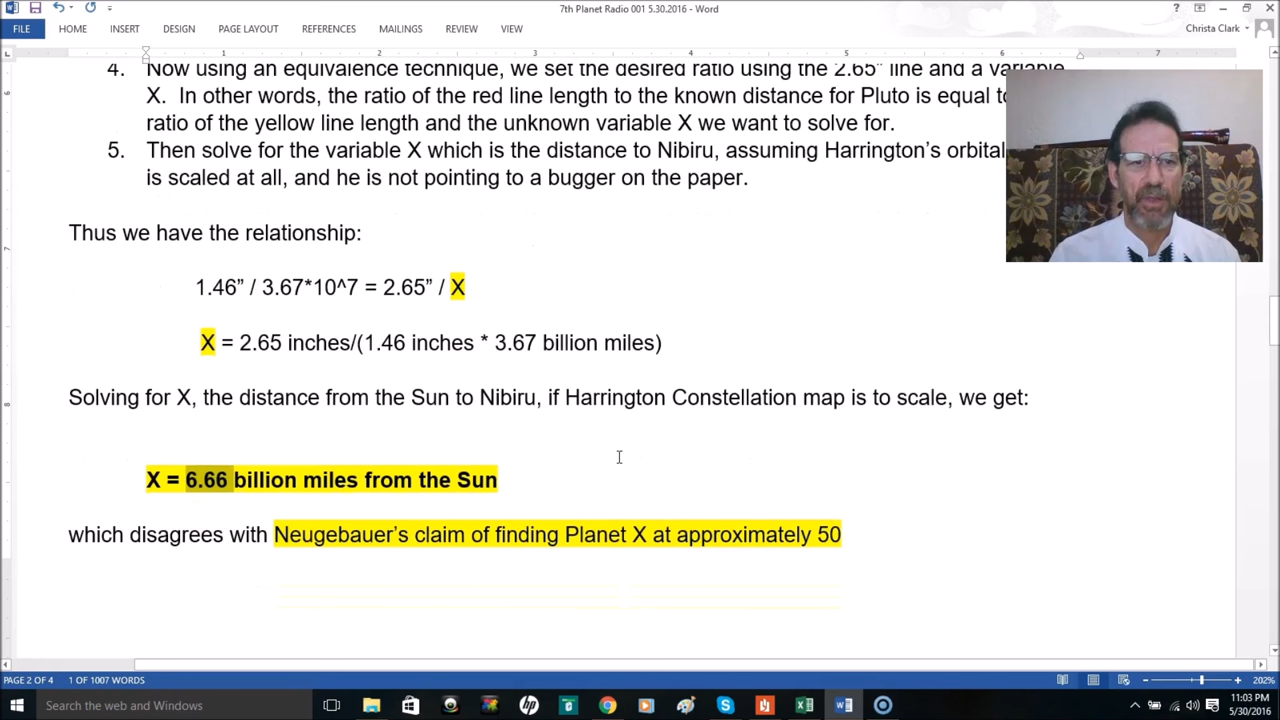 7th Planet Radio 001 5.30.2016 - Word
FILE HOME INSERT DESIGN PAGE LAYOUT REFERENCES MAILINGS REVIEW VIEW Christa Clark
1 2 3 4 5 6 7
4. Now using an equivalence technique, we set the desired ratio using the 2.65" line and a variable
X. In other words, the ratio of the red line length to the known distance for Pluto is equal to
ratio of the yellow line length and the unknown variable X we want to solve for.
5. Then solve for the variable X which is the distance to Nibiru, assuming Harrington's orbital
is scaled at all, and he is not pointing to a bugger on the paper.
Thus we have the relationship:
1.46” / 3.67*10^7 = 2.65” / X
X = 2.65 inches/(1.46 inches * 3.67 billion miles)
Solving for X, the distance from the Sun to Nibiru, if Harrington Constellation map is to scale, we get:
X = 6.66 billion miles from the Sun
which disagrees with Neugebauer’s claim of finding Planet X at approximately 50
PAGE 2 OF 4 1 OF 1007 WORDS 202%
Search the web and Windows
11:03 PM
5/30/2016